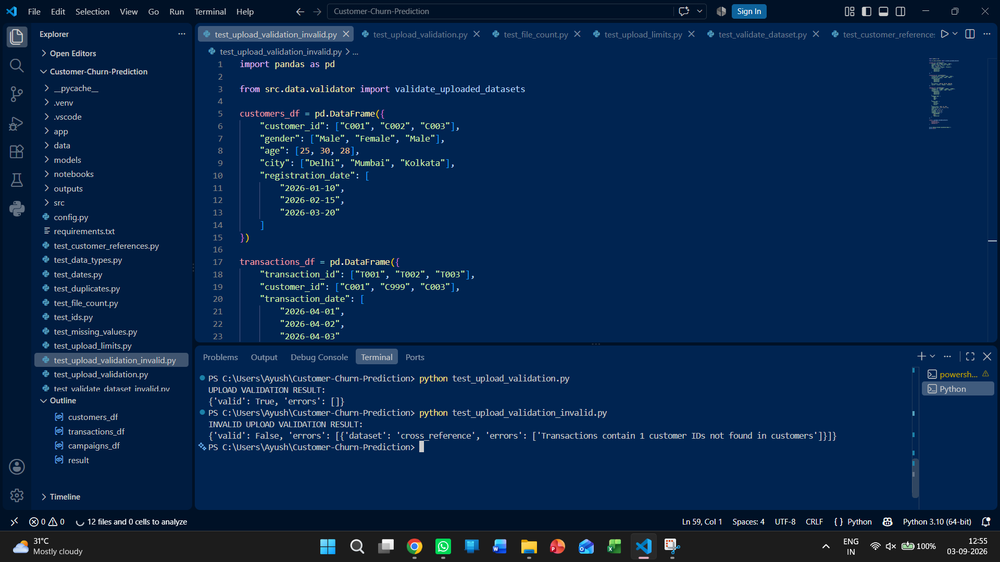 File Edit Selection View Go Run Terminal Help
Customer-Churn-Prediction
Sign In
Explorer
Open Editors
Customer-Churn-Prediction
__pycache__
.venv
.vscode
app
data
models
notebooks
outputs
src
config.py
requirements.txt
test_customer_references.py
test_data_types.py
test_dates.py
test_duplicates.py
test_file_count.py
test_ids.py
test_missing_values.py
test_upload_limits.py
test_upload_validation_invalid.py
test_upload_validation.py
test_validate_dataset_invalid.py
Outline
customers_df
transactions_df
campaigns_df
result
Timeline
test_upload_validation_invalid.py test_upload_validation.py test_file_count.py test_upload_limits.py test_validate_dataset.py test_customer_references
test_upload_validation_invalid.py > ...
1 import pandas as pd
2
3 from src.data.validator import validate_uploaded_datasets
4
5 customers_df = pd.DataFrame({
6 "customer_id": ["C001", "C002", "C003"],
7 "gender": ["Male", "Female", "Male"],
8 "age": [25, 30, 28],
9 "city": ["Delhi", "Mumbai", "Kolkata"],
10 "registration_date": [
11 "2026-01-10",
12 "2026-02-15",
13 "2026-03-20"
14 ]
15 })
16
17 transactions_df = pd.DataFrame({
18 "transaction_id": ["T001", "T002", "T003"],
19 "customer_id": ["C001", "C999", "C003"],
20 "transaction_date": [
21 "2026-04-01",
22 "2026-04-02",
23 "2026-04-03"
Problems Output Debug Console Terminal Ports
PS C:\Users\Ayush\Customer-Churn-Prediction> python test_upload_validation.py
UPLOAD VALIDATION RESULT:
{'valid': True, 'errors': []}
PS C:\Users\Ayush\Customer-Churn-Prediction> python test_upload_validation_invalid.py
INVALID UPLOAD VALIDATION RESULT:
{'valid': False, 'errors': [{'dataset': 'cross_reference', 'errors': ['Transactions contain 1 customer IDs not found in customers']}]}
PS C:\Users\Ayush\Customer-Churn-Prediction>
powersh...
Python
0 0 12 files and 0 cells to analyze
Ln 59, Col 1 Spaces: 4 UTF-8 CRLF { } Python Python 3.10 (64-bit)
31°C
Mostly cloudy
ENG
IN
100%
12:55
03-09-2026